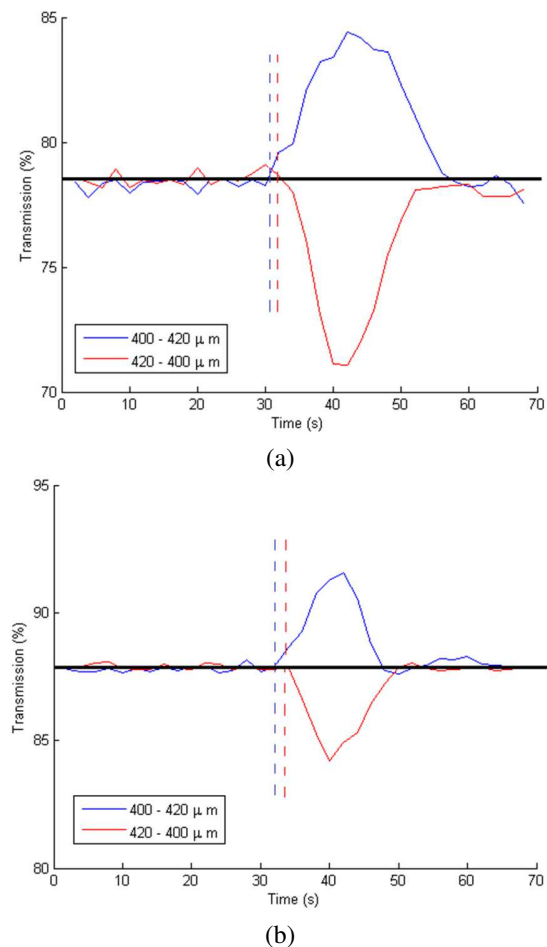 85
80
75
70
Transmission (%)
400 - 420 μ m
420 - 400 μ m
0 10 20 30 40 50 60 70
Time (s)
(a)
95
90
85
80
Transmission (%)
400 - 420 μ m
420 - 400 μ m
0 10 20 30 40 50 60 70
Time (s)
(b)